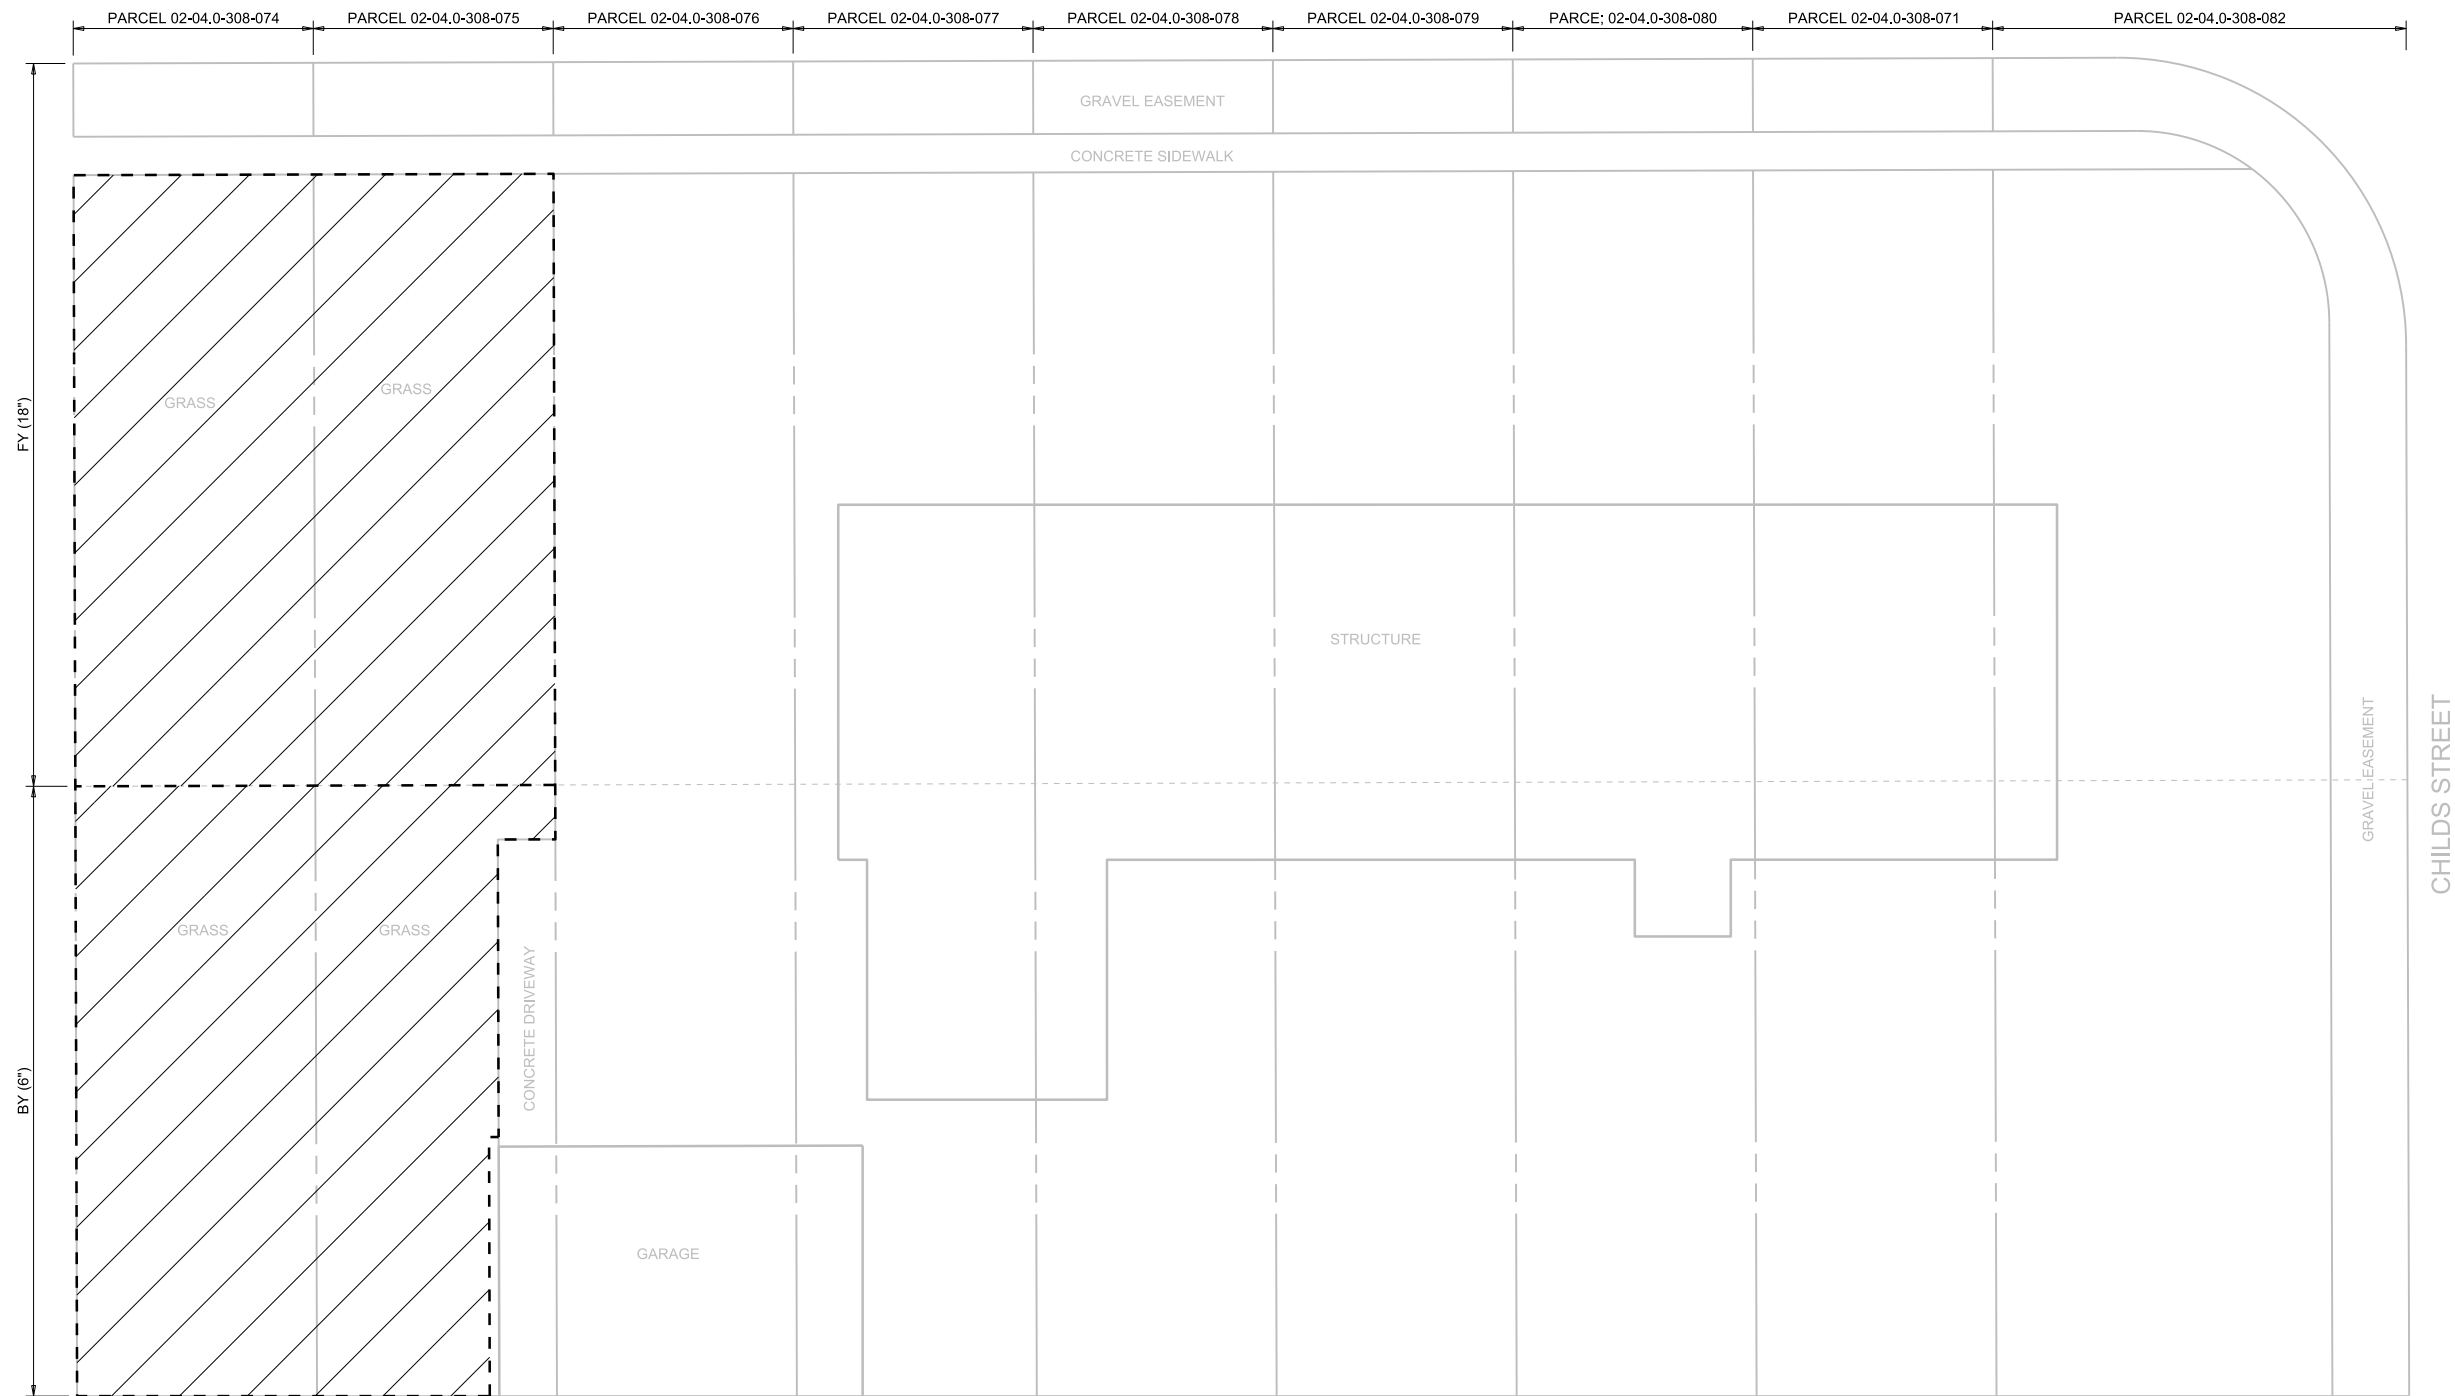 PARCEL 02-04.0-308-074
PARCEL 02-04.0-308-075
PARCEL 02-04.0-308-076
PARCEL 02-04.0-308-077
PARCEL 02-04.0-308-078
PARCEL 02-04.0-308-079
PARCE; 02-04.0-308-080
PARCEL 02-04.0-308-071
PARCEL 02-04.0-308-082
GRAVEL EASEMENT
CONCRETE SIDEWALK
FY (18")
GRASS
GRASS
STRUCTURE
GRAVEL EASEMENT
CHILDS STREET
BY (6")
GRASS
GRASS
CONCRETE DRIVEWAY
GARAGE